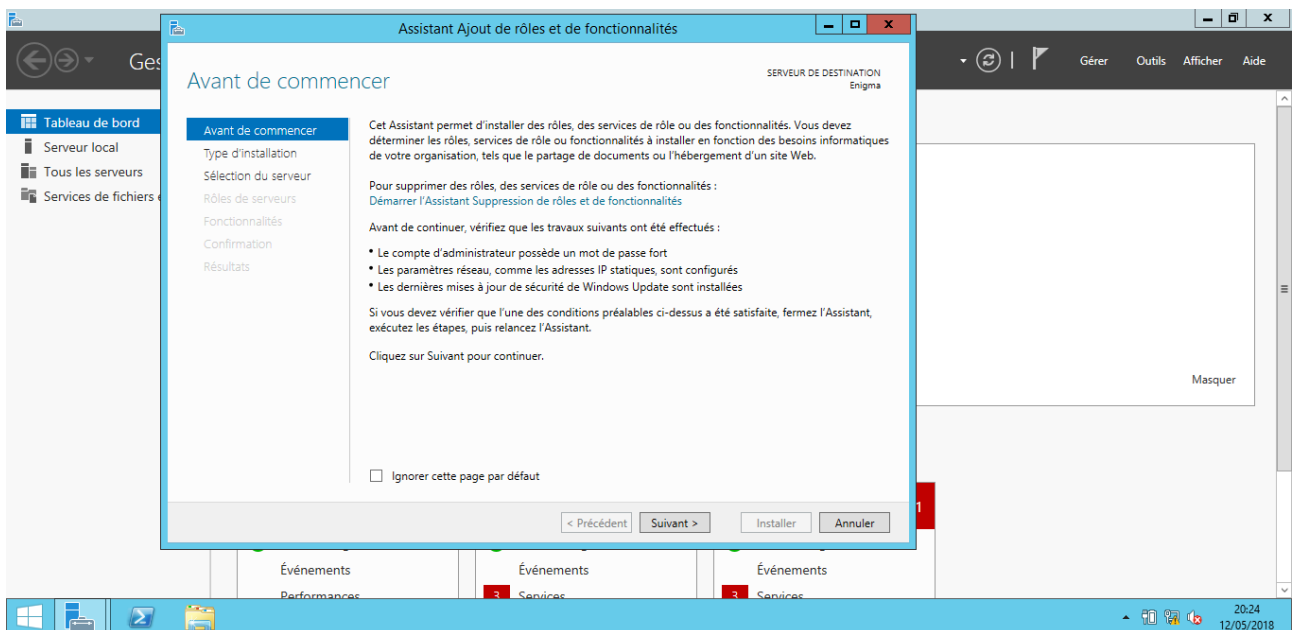 Assistant Ajout de rôles et de fonctionnalités
Ges
Gérer Outils Afficher Aide
Avant de commencer
SERVEUR DE DESTINATION
Enigma
Tableau de bord
Serveur local
Tous les serveurs
Services de fichiers
Avant de commencer
Type d'installation
Sélection du serveur
Rôles de serveurs
Fonctionnalités
Confirmation
Résultats
Cet Assistant permet d'installer des rôles, des services de rôle ou des fonctionnalités. Vous devez
déterminer les rôles, services de rôle ou fonctionnalités à installer en fonction des besoins informatiques
de votre organisation, tels que le partage de documents ou l'hébergement d'un site Web.
Pour supprimer des rôles, des services de rôle ou des fonctionnalités :
Démarrer l'Assistant Suppression de rôles et de fonctionnalités
Avant de continuer, vérifiez que les travaux suivants ont été effectués :
• Le compte d'administrateur possède un mot de passe fort
• Les paramètres réseau, comme les adresses IP statiques, sont configurés
• Les dernières mises à jour de sécurité de Windows Update sont installées
Si vous devez vérifier que l'une des conditions préalables ci-dessus a été satisfaite, fermez l'Assistant,
exécutez les étapes, puis relancez l'Assistant.
Cliquez sur Suivant pour continuer.
Ignorer cette page par défaut
< Précédent Suivant > Installer Annuler
Masquer
1
Événements Événements Événements
Performances 3 Services 3 Services
20:24
12/05/2018